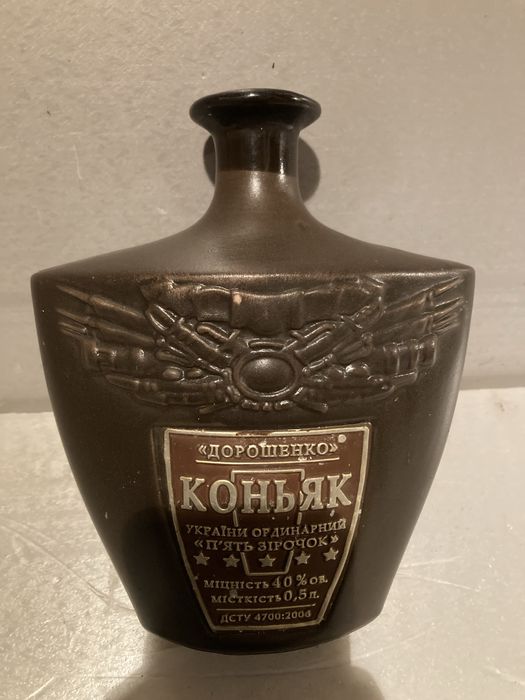 «ДОРОШЕНКО»
КОНЬЯК
УКРАЇНИ ОРДИНАРНИЙ
«П'ЯТЬ ЗІРОЧОК»
МІЦНІСТЬ 40 % ОБ.
МІСТКІСТЬ 0,5 Л.
ДСТУ 4700:2006